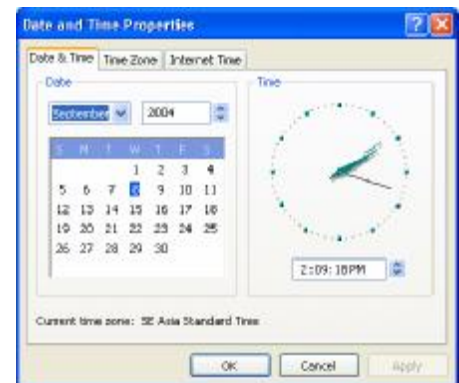 Date and Time Properties
Date & Time Time Zone Internet Time
Date
Time
September 2004
S M T W T F S
1 2 3 4
5 6 7 8 9 10 11
12 13 14 15 16 17 18
19 20 21 22 23 24 25
26 27 28 29 30
2:09:18 PM
Current time zone: SE Asia Standard Time
OK Cancel Apply